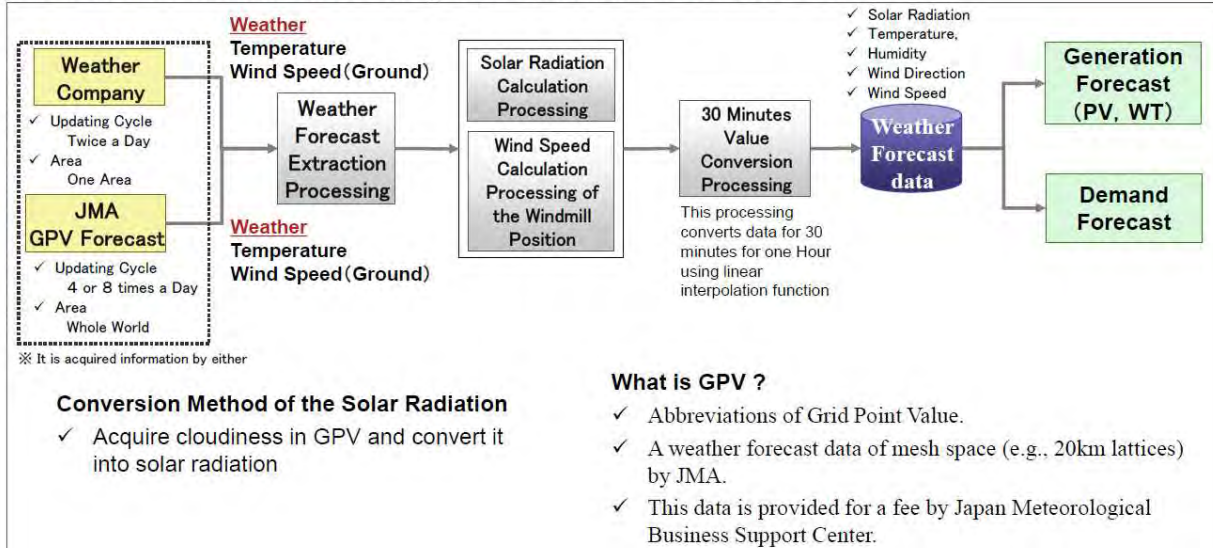 Weather
Company
✓ Updating Cycle
Twice a Day
✓ Area
One Area
JMA
GPV Forecast
✓ Updating Cycle
4 or 8 times a Day
✓ Area
Whole World
※ It is acquired information by either
Weather
Temperature
Wind Speed(Ground)
Weather
Forecast
Extraction
Processing
Weather
Temperature
Wind Speed(Ground)
Solar Radiation
Calculation
Processing
Wind Speed
Calculation
Processing of
the Windmill
Position
30 Minutes
Value
Conversion
Processing
This processing
converts data for 30
minutes for one Hour
using linear
interpolation function
✓ Solar Radiation
✓ Temperature,
✓ Humidity
✓ Wind Direction
✓ Wind Speed
Weather
Forecast
data
Generation
Forecast
(PV, WT)
Demand
Forecast
Conversion Method of the Solar Radiation
✓ Acquire cloudiness in GPV and convert it
into solar radiation
What is GPV ?
✓ Abbreviations of Grid Point Value.
✓ A weather forecast data of mesh space (e.g., 20km lattices)
by JMA.
✓ This data is provided for a fee by Japan Meteorological
Business Support Center.